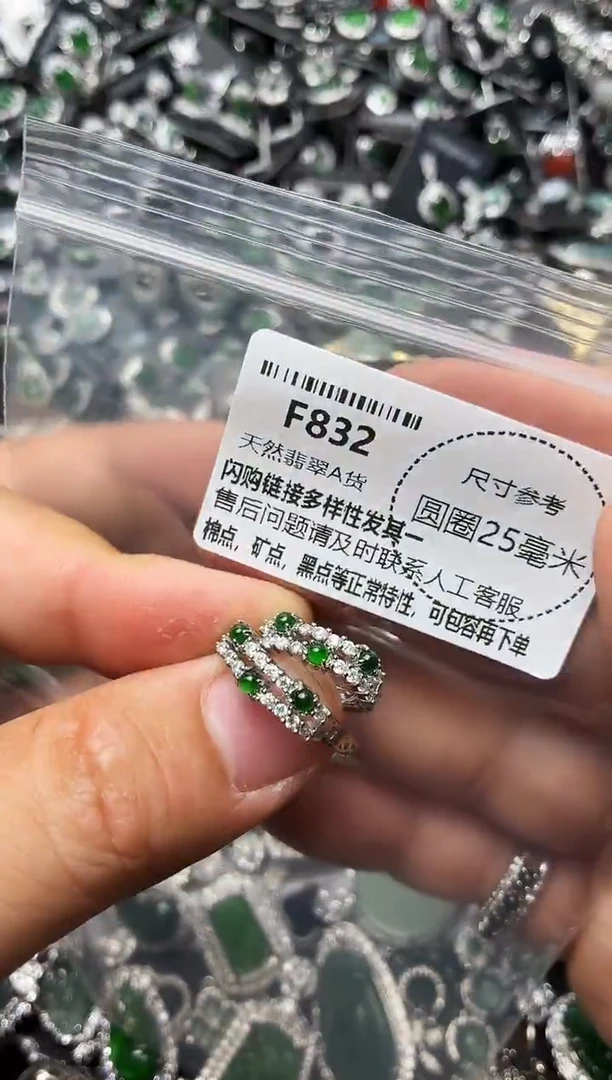 F832
天然翡翠A货
闪购链接多样性发其一
售后问题请及时联系人工客服
棉点，矿点，黑点等正常特性，可包容再下单
尺寸参考
圆圈25毫米